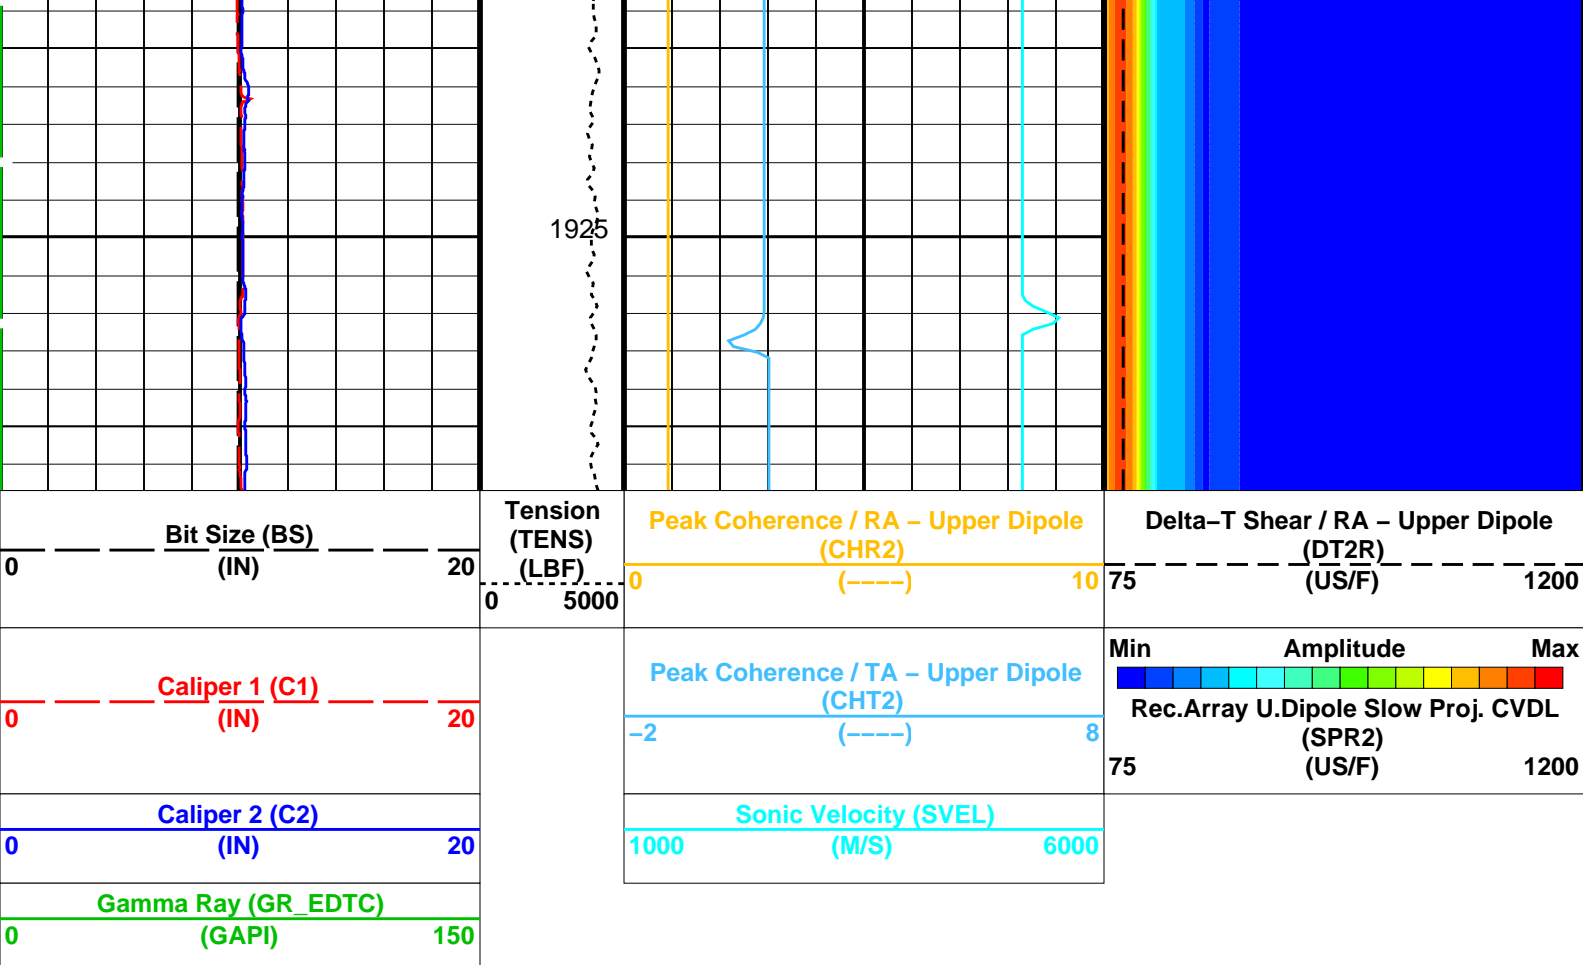 1925
Bit Size (BS)
0 (IN) 20
Tension
(TENS)
(LBF)
0 5000
Peak Coherence / RA − Upper Dipole
(CHR2)
0 (−−−−) 10
Delta−T Shear / RA − Upper Dipole
(DT2R)
75 (US/F) 1200
Caliper 1 (C1)
0 (IN) 20
Peak Coherence / TA − Upper Dipole
(CHT2)
−2 (−−−−) 8
Min Amplitude Max
Rec.Array U.Dipole Slow Proj. CVDL
(SPR2)
75 (US/F) 1200
Caliper 2 (C2)
0 (IN) 20
Sonic Velocity (SVEL)
1000 (M/S) 6000
Gamma Ray (GR_EDTC)
0 (GAPI) 150